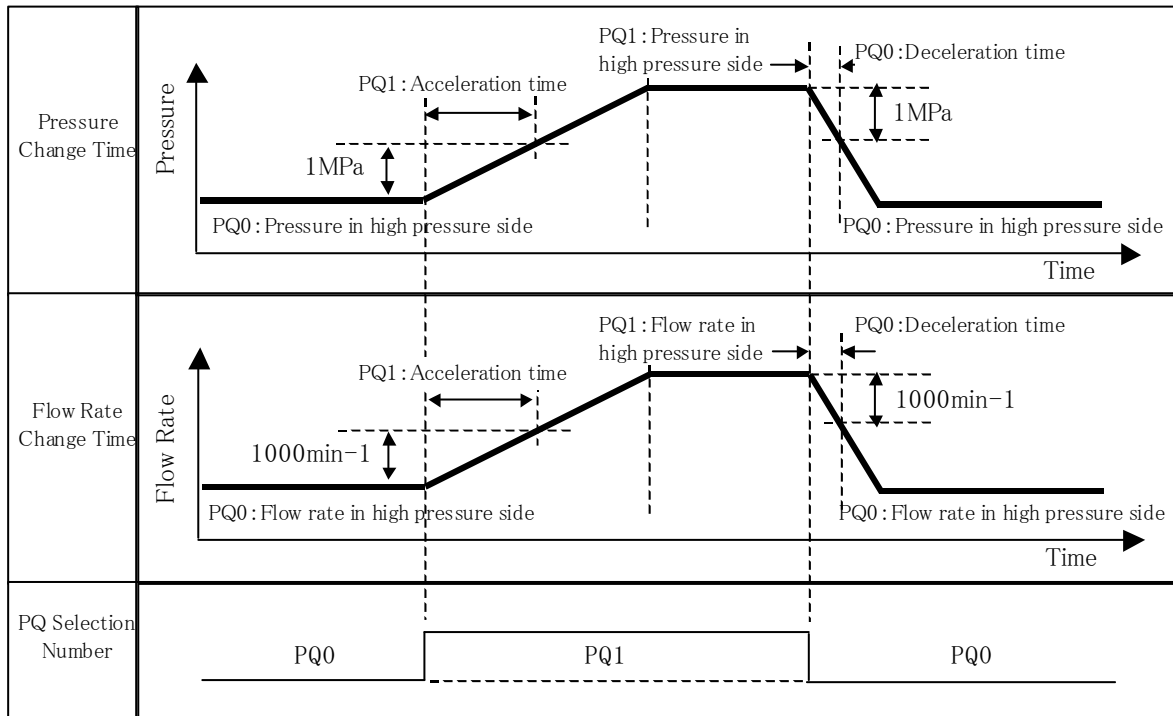 Pressure
Change Time
Pressure
PQ1:Pressure in
high pressure side
PQ0:Deceleration time
PQ1:Acceleration time
1MPa
1MPa
PQ0:Pressure in high pressure side
PQ0:Pressure in high pressure side
Time
Flow Rate
Change Time
Flow Rate
PQ1:Flow rate in
high pressure side
PQ0:Deceleration time
PQ1:Acceleration time
1000min-1
1000min-1
PQ0:Flow rate in high pressure side
PQ0:Flow rate in high pressure side
Time
PQ Selection
Number
PQ0
PQ1
PQ0